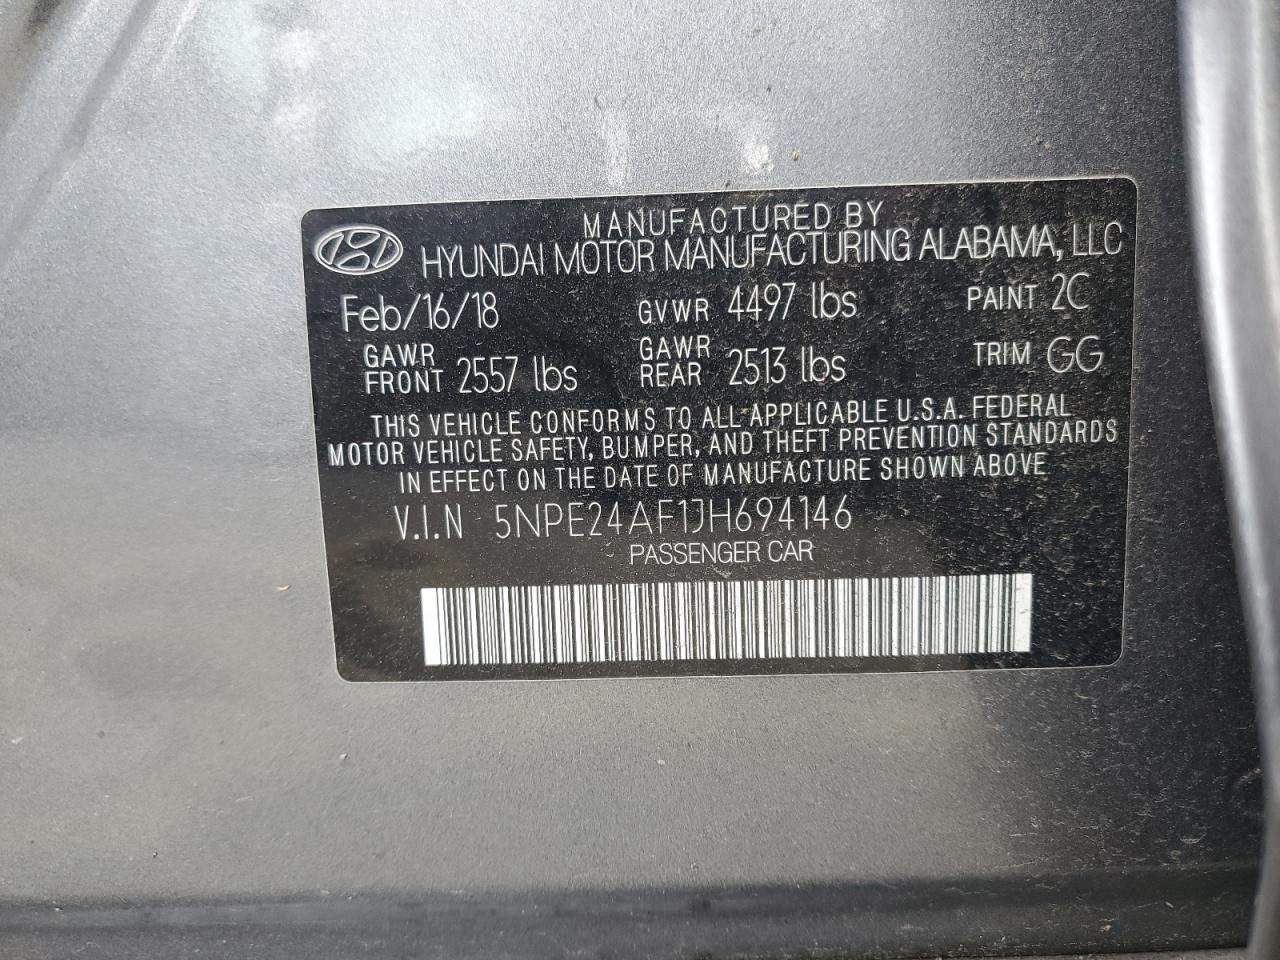 MANUFACTURED BY
HYUNDAI MOTOR MANUFACTURING ALABAMA, LLC
Feb/16/18 GVWR 4497 lbs PAINT 2C
GAWR FRONT 2557 lbs GAWR REAR 2513 lbs TRIM GG
THIS VEHICLE CONFORMS TO ALL APPLICABLE U.S.A. FEDERAL
MOTOR VEHICLE SAFETY, BUMPER, AND THEFT PREVENTION STANDARDS
IN EFFECT ON THE DATE OF MANUFACTURE SHOWN ABOVE
V.I.N 5NPE24AF1JH694146
PASSENGER CAR